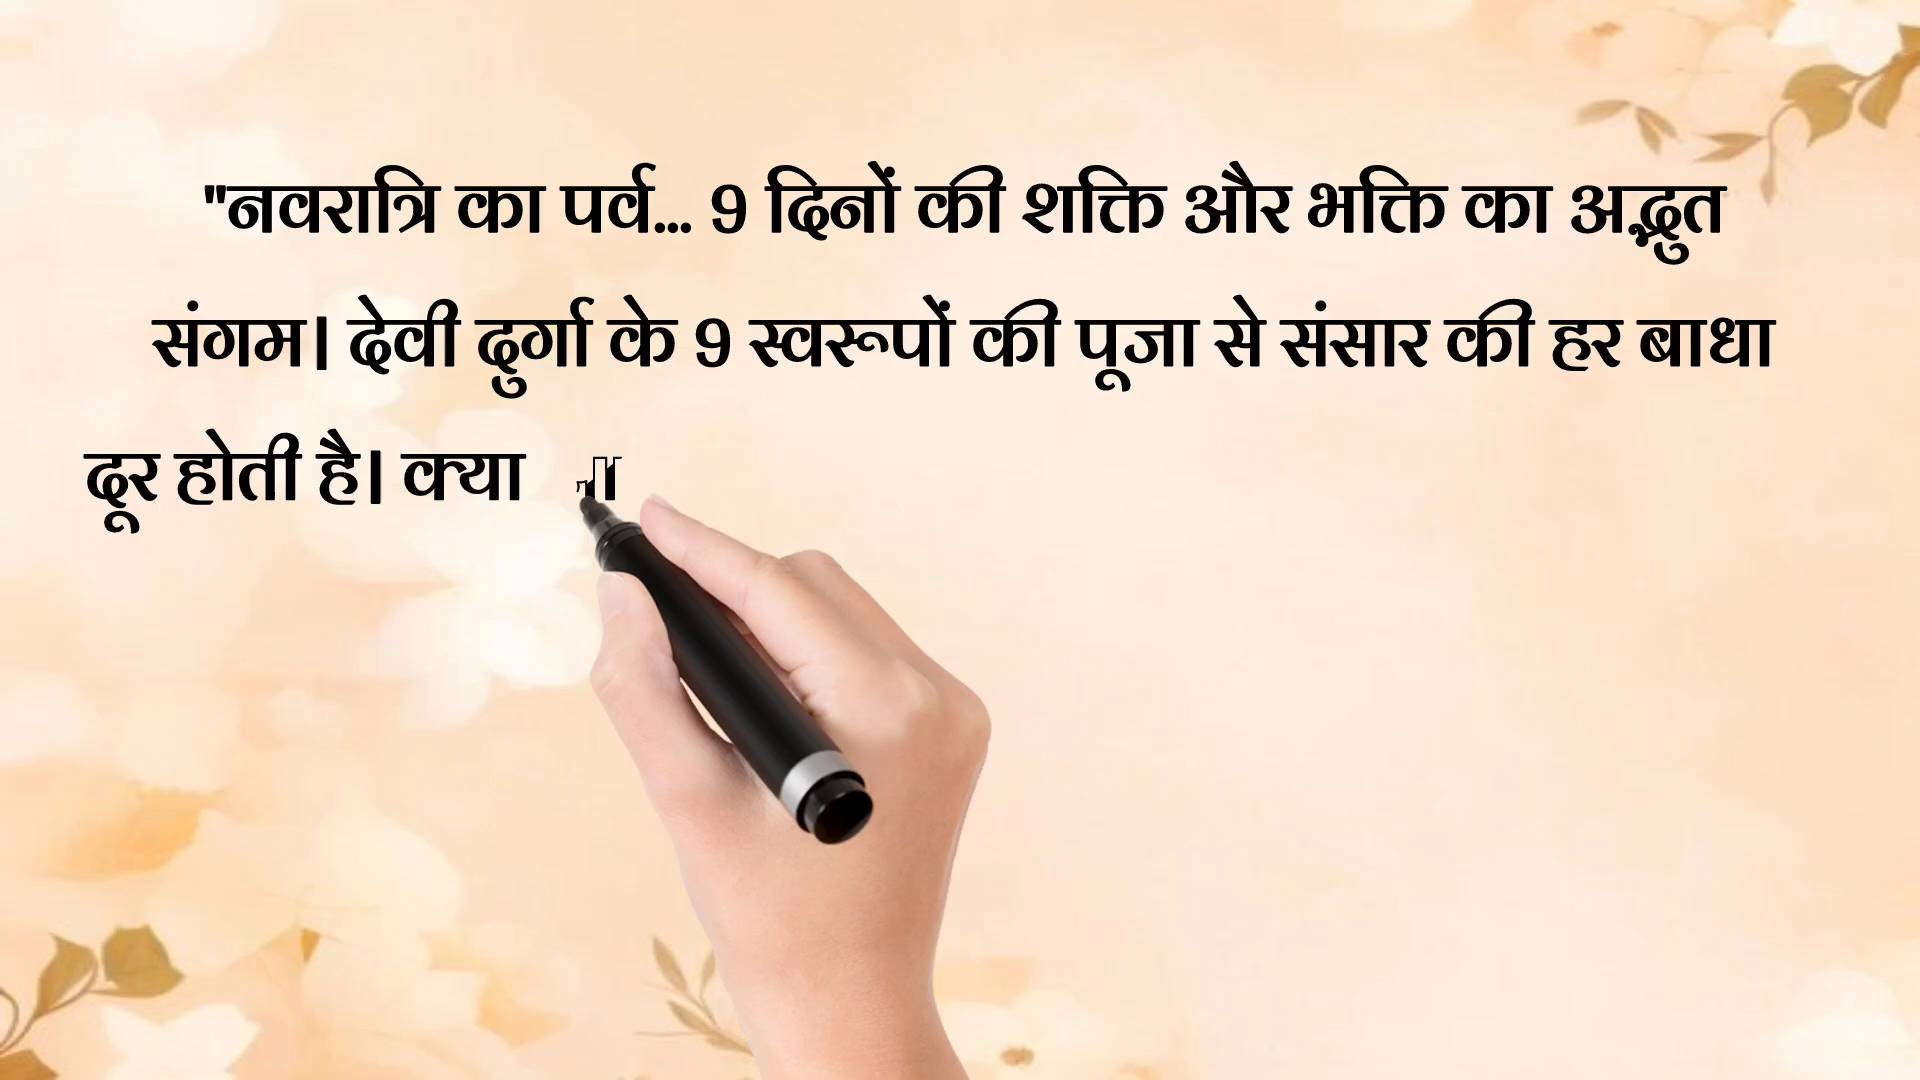 "नवरात्रि का पर्व... 9 दिनों की शक्ति और भक्ति का अद्भुत
संगम। देवी दुर्गा के 9 स्वरूपों की पूजा से संसार की हर बाधा
दूर होती है। क्या